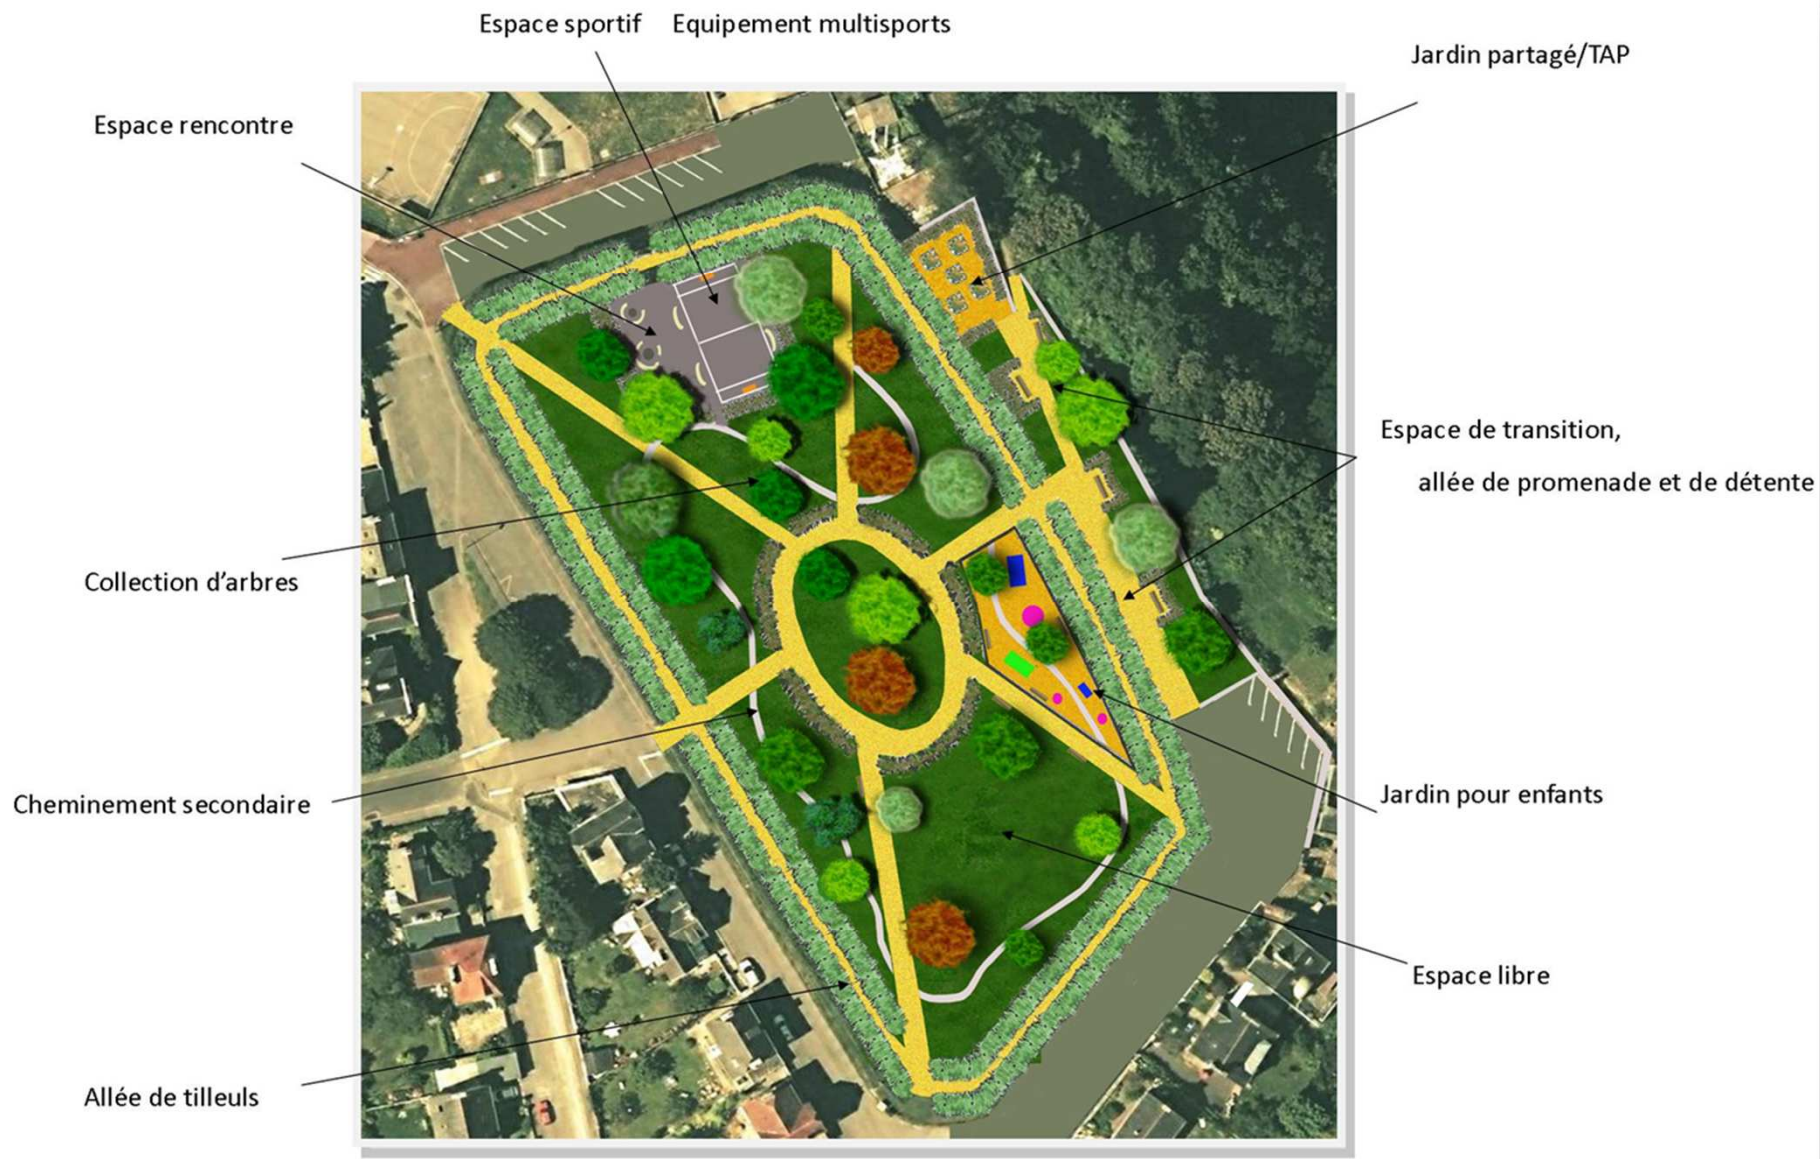 Espace sportif Equipement multisports
Jardin partagé/TAP
Espace rencontre
Espace de transition,
allée de promenade et de détente
Collection d’arbres
Cheminement secondaire
Jardin pour enfants
Espace libre
Allée de tilleuls